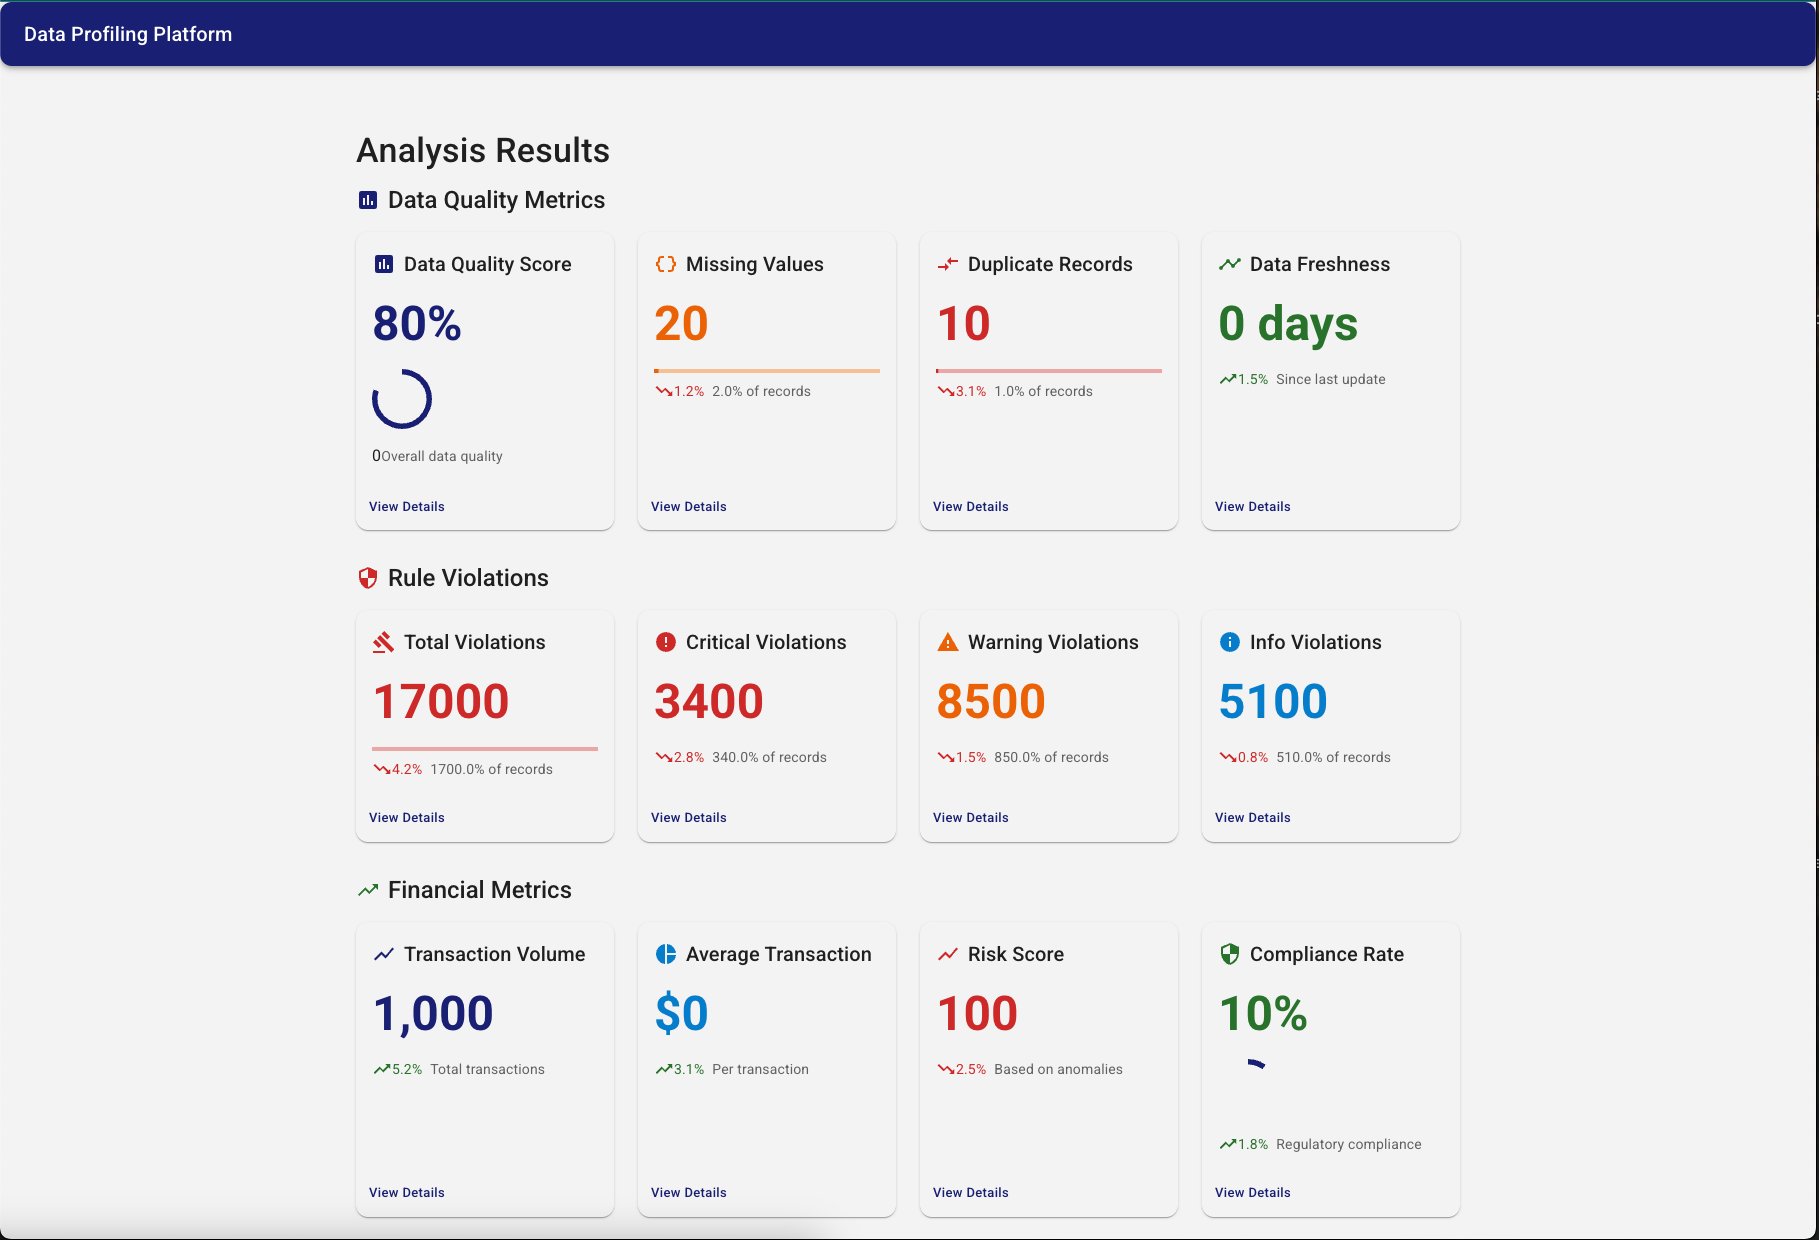 Data Profiling Platform
Analysis Results
Data Quality Metrics
Data Quality Score
80%
0Overall data quality
View Details
Missing Values
20
1.2% 2.0% of records
View Details
Duplicate Records
10
3.1% 1.0% of records
View Details
Data Freshness
0 days
1.5% Since last update
View Details
Rule Violations
Total Violations
17000
4.2% 1700.0% of records
View Details
Critical Violations
3400
2.8% 340.0% of records
View Details
Warning Violations
8500
1.5% 850.0% of records
View Details
Info Violations
5100
0.8% 510.0% of records
View Details
Financial Metrics
Transaction Volume
1,000
5.2% Total transactions
View Details
Average Transaction
$0
3.1% Per transaction
View Details
Risk Score
100
2.5% Based on anomalies
View Details
Compliance Rate
10%
1.8% Regulatory compliance
View Details